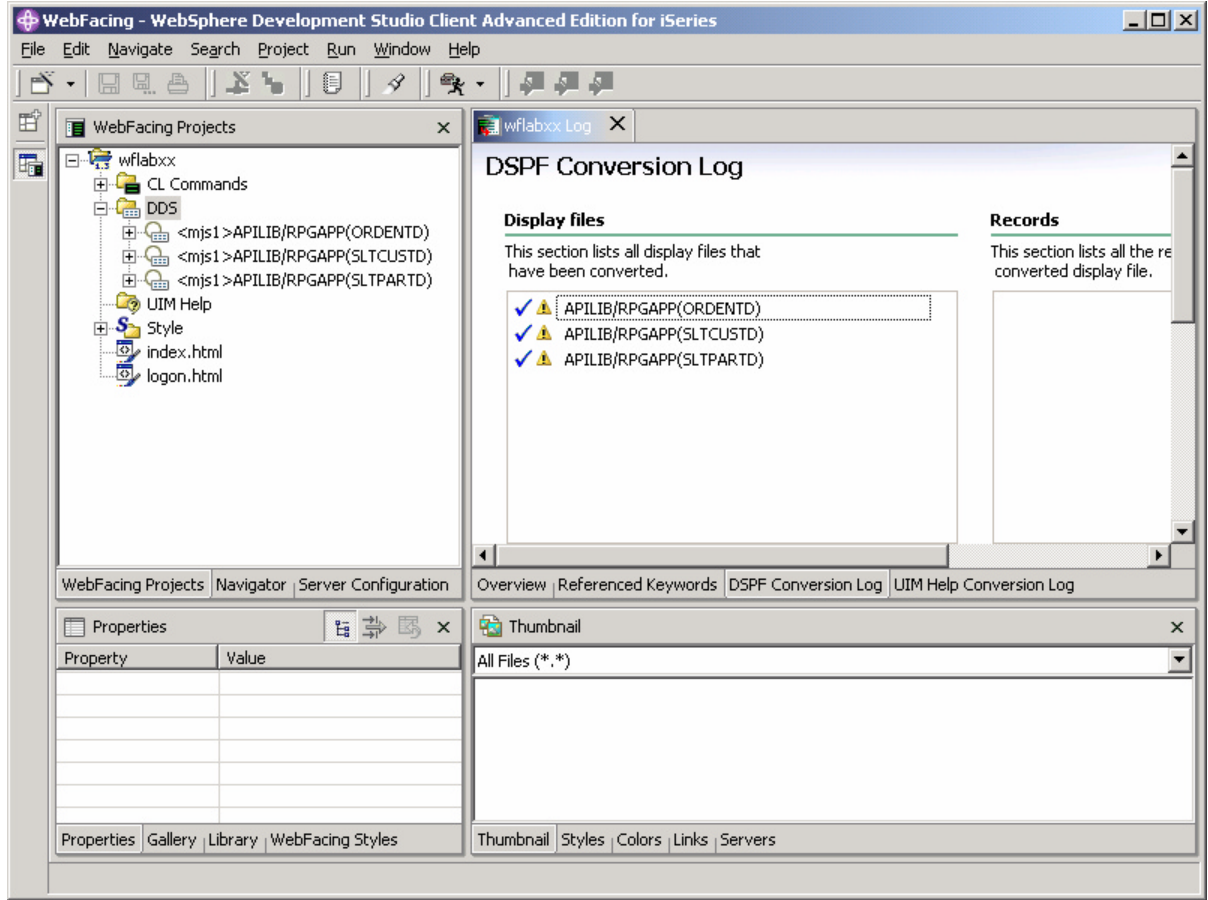 WebFacing - WebSphere Development Studio Client Advanced Edition for iSeries
File Edit Navigate Search Project Run Window Help
WebFacing Projects
wflabxx
CL Commands
DDS
<mjs1>APILIB/RPGAPP(ORDENTD)
<mjs1>APILIB/RPGAPP(SLTCUSTD)
<mjs1>APILIB/RPGAPP(SLTPARTD)
UIM Help
Style
index.html
logon.html
WebFacing Projects Navigator Server Configuration
wflabxx Log
DSPF Conversion Log
Display files
This section lists all display files that
have been converted.
APILIB/RPGAPP(ORDENTD)
APILIB/RPGAPP(SLTCUSTD)
APILIB/RPGAPP(SLTPARTD)
Records
This section lists all the re
converted display file.
Overview Referenced Keywords DSPF Conversion Log UIM Help Conversion Log
Properties
Property Value
Properties Gallery Library WebFacing Styles
Thumbnail
All Files (*.*)
Thumbnail Styles Colors Links Servers